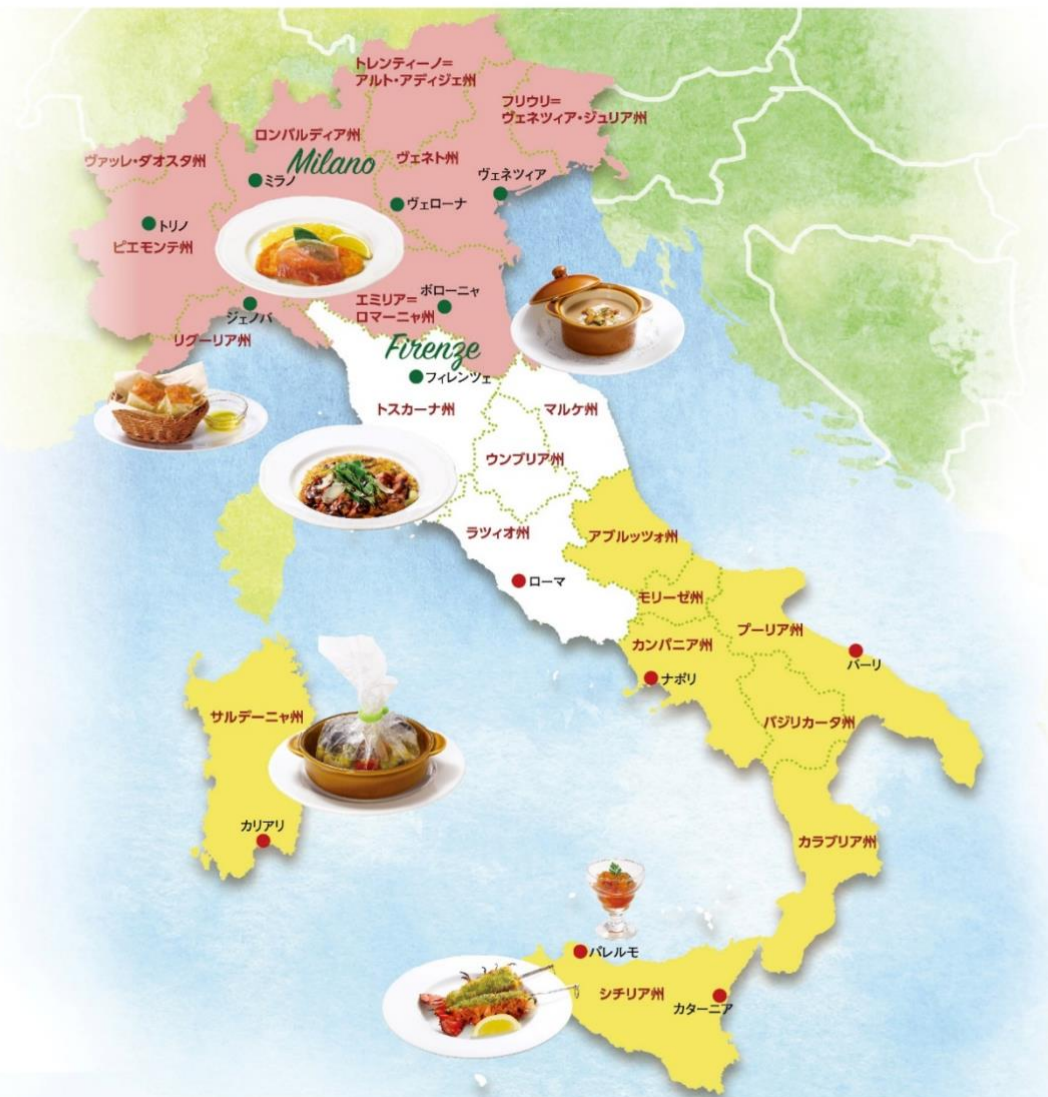 トレンティーノ=
アルト・アディジェ州
フリウリ=
ヴェネツィア・ジュリア州
ロンバルディア州
ヴァッレ・ダオスタ州
Milano
ヴェネト州
ミラノ
ヴェネツィア
ヴェローナ
トリノ
ピエモンテ州
エミリア=
ロマーニャ州
ボローニャ
ジェノバ
リグーリア州
Firenze
フィレンツェ
トスカーナ州
マルケ州
ウンブリア州
ラツィオ州
アブルッツォ州
ローマ
モリーゼ州
プーリア州
カンパニア州
バーリ
ナポリ
サルデーニャ州
バジリカータ州
カリアリ
カラブリア州
パレルモ
シチリア州
カターニア